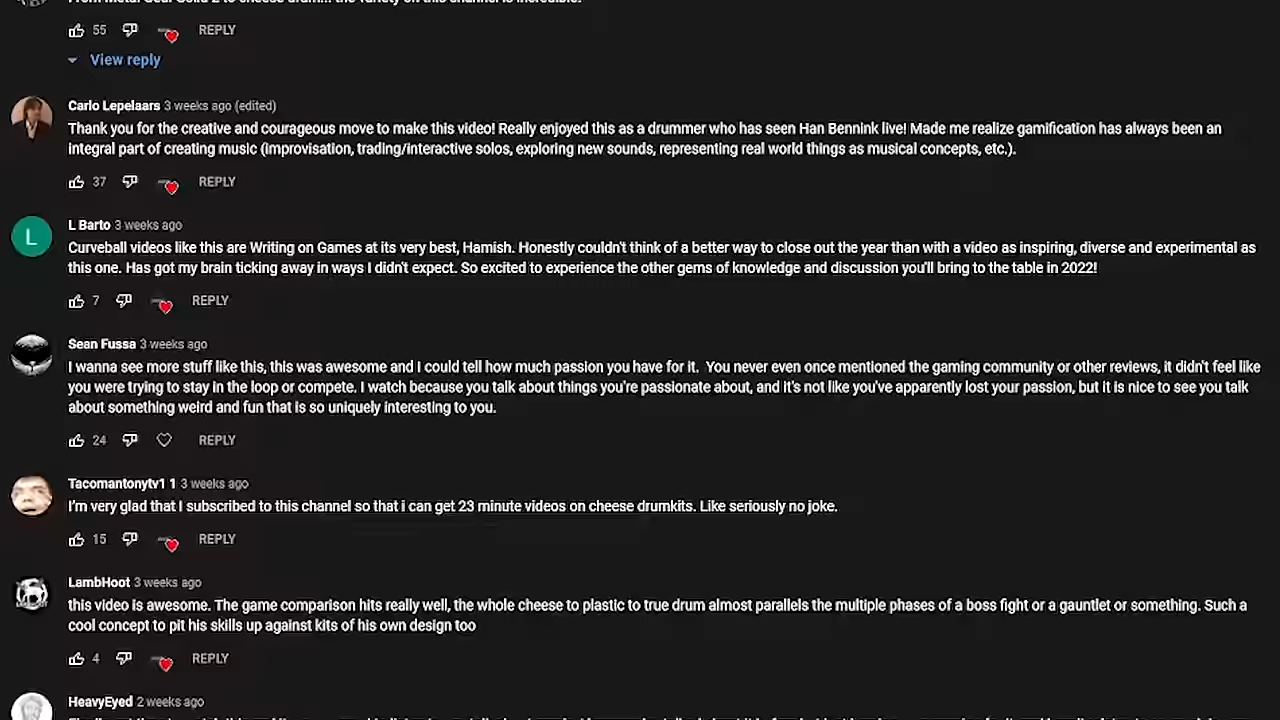 From Metal Gear Solid 2 to cheese drum... the variety on this channel is incredible.
55 REPLY
View reply
Carlo Lepelaars 3 weeks ago (edited)
Thank you for the creative and courageous move to make this video! Really enjoyed this as a drummer who has seen Han Bennink live! Made me realize gamification has always been an
integral part of creating music (improvisation, trading/interactive solos, exploring new sounds, representing real world things as musical concepts, etc.).
37 REPLY
L
L Barto 3 weeks ago
Curveball videos like this are Writing on Games at its very best, Hamish. Honestly couldn't think of a better way to close out the year than with a video as inspiring, diverse and experimental as
this one. Has got my brain ticking away in ways I didn't expect. So excited to experience the other gems of knowledge and discussion you'll bring to the table in 2022!
7 REPLY
Sean Fussa 3 weeks ago
I wanna see more stuff like this, this was awesome and I could tell how much passion you have for it. You never even once mentioned the gaming community or other reviews, it didn't feel like
you were trying to stay in the loop or compete. I watch because you talk about things you're passionate about, and it's not like you've apparently lost your passion, but it is nice to see you talk
about something weird and fun that is so uniquely interesting to you.
24 REPLY
Tacomantonytv1 1 3 weeks ago
I'm very glad that I subscribed to this channel so that i can get 23 minute videos on cheese drumkits. Like seriously no joke.
15 REPLY
LambHoot 3 weeks ago
this video is awesome. The game comparison hits really well, the whole cheese to plastic to true drum almost parallels the multiple phases of a boss fight or a gauntlet or something. Such a
cool concept to pit his skills up against kits of his own design too
4 REPLY
HeavyEyed 2 weeks ago